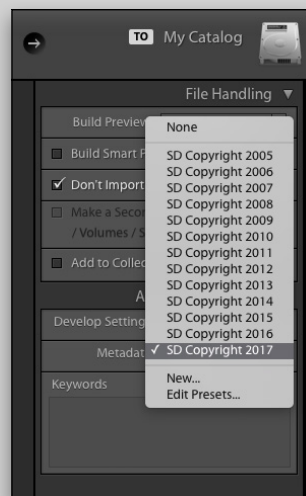 TO My Catalog
File Handling
Build Preview
None
Build Smart P
SD Copyright 2005
SD Copyright 2006
Don't Import
SD Copyright 2007
SD Copyright 2008
Make a Secon
SD Copyright 2009
/ Volumes / S
SD Copyright 2010
SD Copyright 2011
Add to Collec
SD Copyright 2012
SD Copyright 2013
A
SD Copyright 2014
Develop Setting
SD Copyright 2015
SD Copyright 2016
Metadat
SD Copyright 2017
Keywords
New...
Edit Presets...